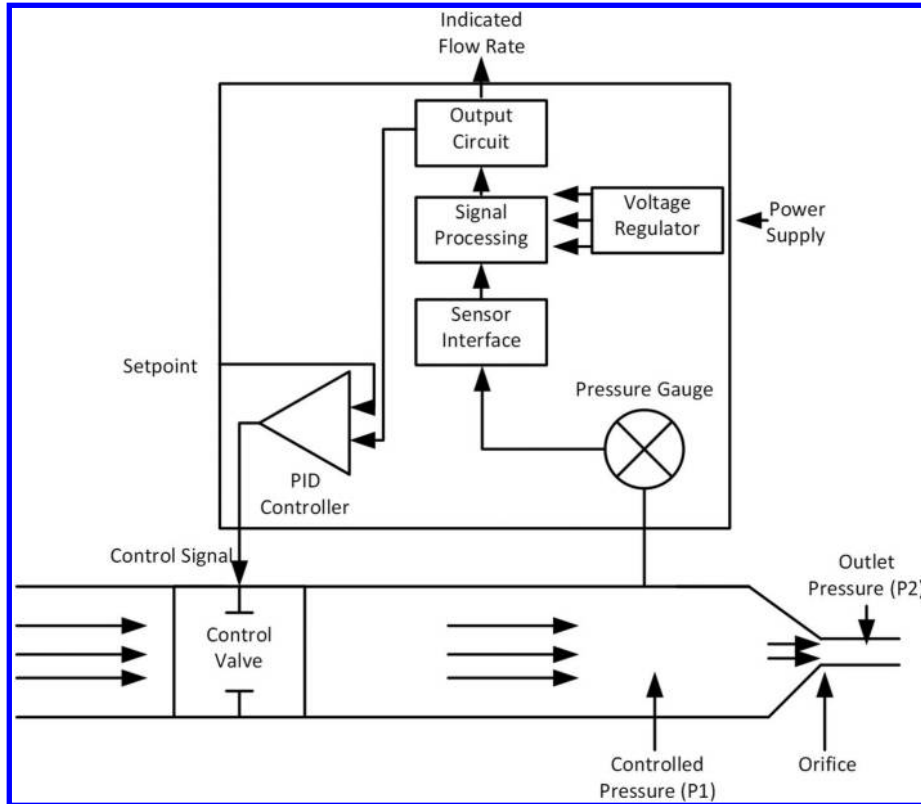 Indicated
Flow Rate
Output
Circuit
Signal
Processing
Voltage
Regulator
Power
Supply
Sensor
Interface
Setpoint
Pressure Gauge
PID
Controller
Control Signal
Outlet
Pressure (P2)
Control
Valve
Controlled
Pressure (P1)
Orifice